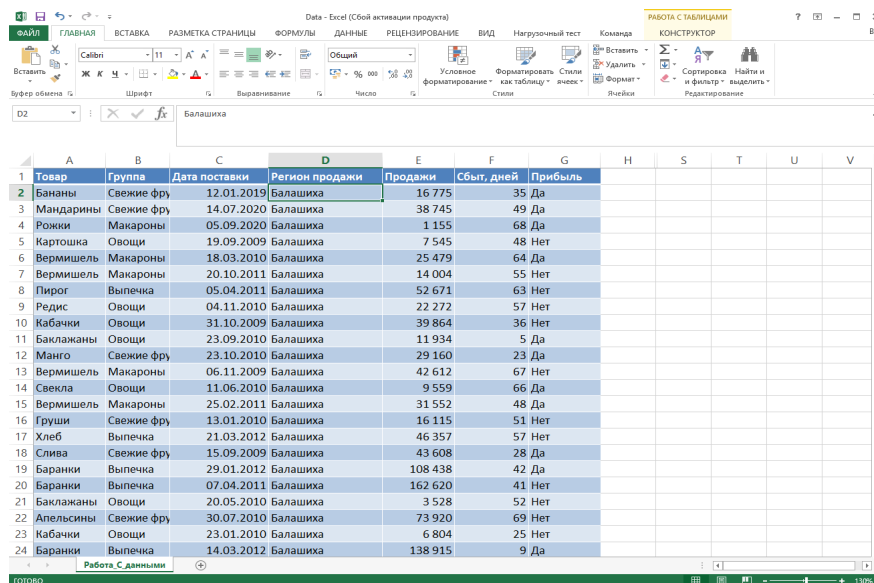 Data - Excel (Сбой активации продукта)
РАБОТА С ТАБЛИЦАМИ
ФАЙЛ ГЛАВНАЯ ВСТАВКА РАЗМЕТКА СТРАНИЦЫ ФОРМУЛЫ ДАННЫЕ РЕЦЕНЗИРОВАНИЕ ВИД Нагрузочный тест Команда КОНСТРУКТОР
Calibri 11 Общий
Вставить
Ж К Ч
% 000
Условное форматирование
Форматировать как таблицу
Стили ячеек
Вставить
Удалить
Формат
Сортировка и фильтр
Найти и выделить
Буфер обмена Шрифт Выравнивание Число Стили Ячейки Редактирование
D2 fx Балашиха
A B C D E F G H S T U V
1 Товар Группа Дата поставки Регион продажи Продажи Сбыт, дней Прибыль
2 Бананы Свежие фру 12.01.2019 Балашиха 16 775 35 Да
3 Мандарины Свежие фру 14.07.2020 Балашиха 38 745 49 Да
4 Рожки Макароны 05.09.2020 Балашиха 1 155 68 Да
5 Картошка Овощи 19.09.2009 Балашиха 7 545 48 Нет
6 Вермишель Макароны 18.03.2010 Балашиха 25 479 64 Да
7 Вермишель Макароны 20.10.2011 Балашиха 14 004 55 Нет
8 Пирог Выпечка 05.04.2011 Балашиха 52 671 63 Нет
9 Редис Овощи 04.11.2010 Балашиха 22 272 57 Нет
10 Кабачки Овощи 31.10.2009 Балашиха 39 864 36 Нет
11 Баклажаны Овощи 23.09.2010 Балашиха 11 934 5 Да
12 Манго Свежие фру 23.10.2010 Балашиха 29 160 23 Да
13 Вермишель Макароны 06.11.2009 Балашиха 42 612 67 Нет
14 Свекла Овощи 11.06.2010 Балашиха 9 559 66 Да
15 Вермишель Макароны 25.02.2011 Балашиха 31 552 48 Да
16 Груши Свежие фру 13.01.2010 Балашиха 16 115 51 Нет
17 Хлеб Выпечка 21.03.2012 Балашиха 46 357 57 Нет
18 Слива Свежие фру 15.09.2009 Балашиха 43 608 28 Да
19 Баранки Выпечка 29.01.2012 Балашиха 108 438 42 Да
20 Баранки Выпечка 07.04.2011 Балашиха 162 620 41 Нет
21 Баклажаны Овощи 20.05.2010 Балашиха 3 528 52 Нет
22 Апельсины Свежие фру 30.07.2010 Балашиха 73 920 69 Нет
23 Кабачки Овощи 23.01.2010 Балашиха 6 804 25 Нет
24 Баранки Выпечка 14.03.2012 Балашиха 138 915 9 Да
Работа_С_данными
ГОТОВО 130%